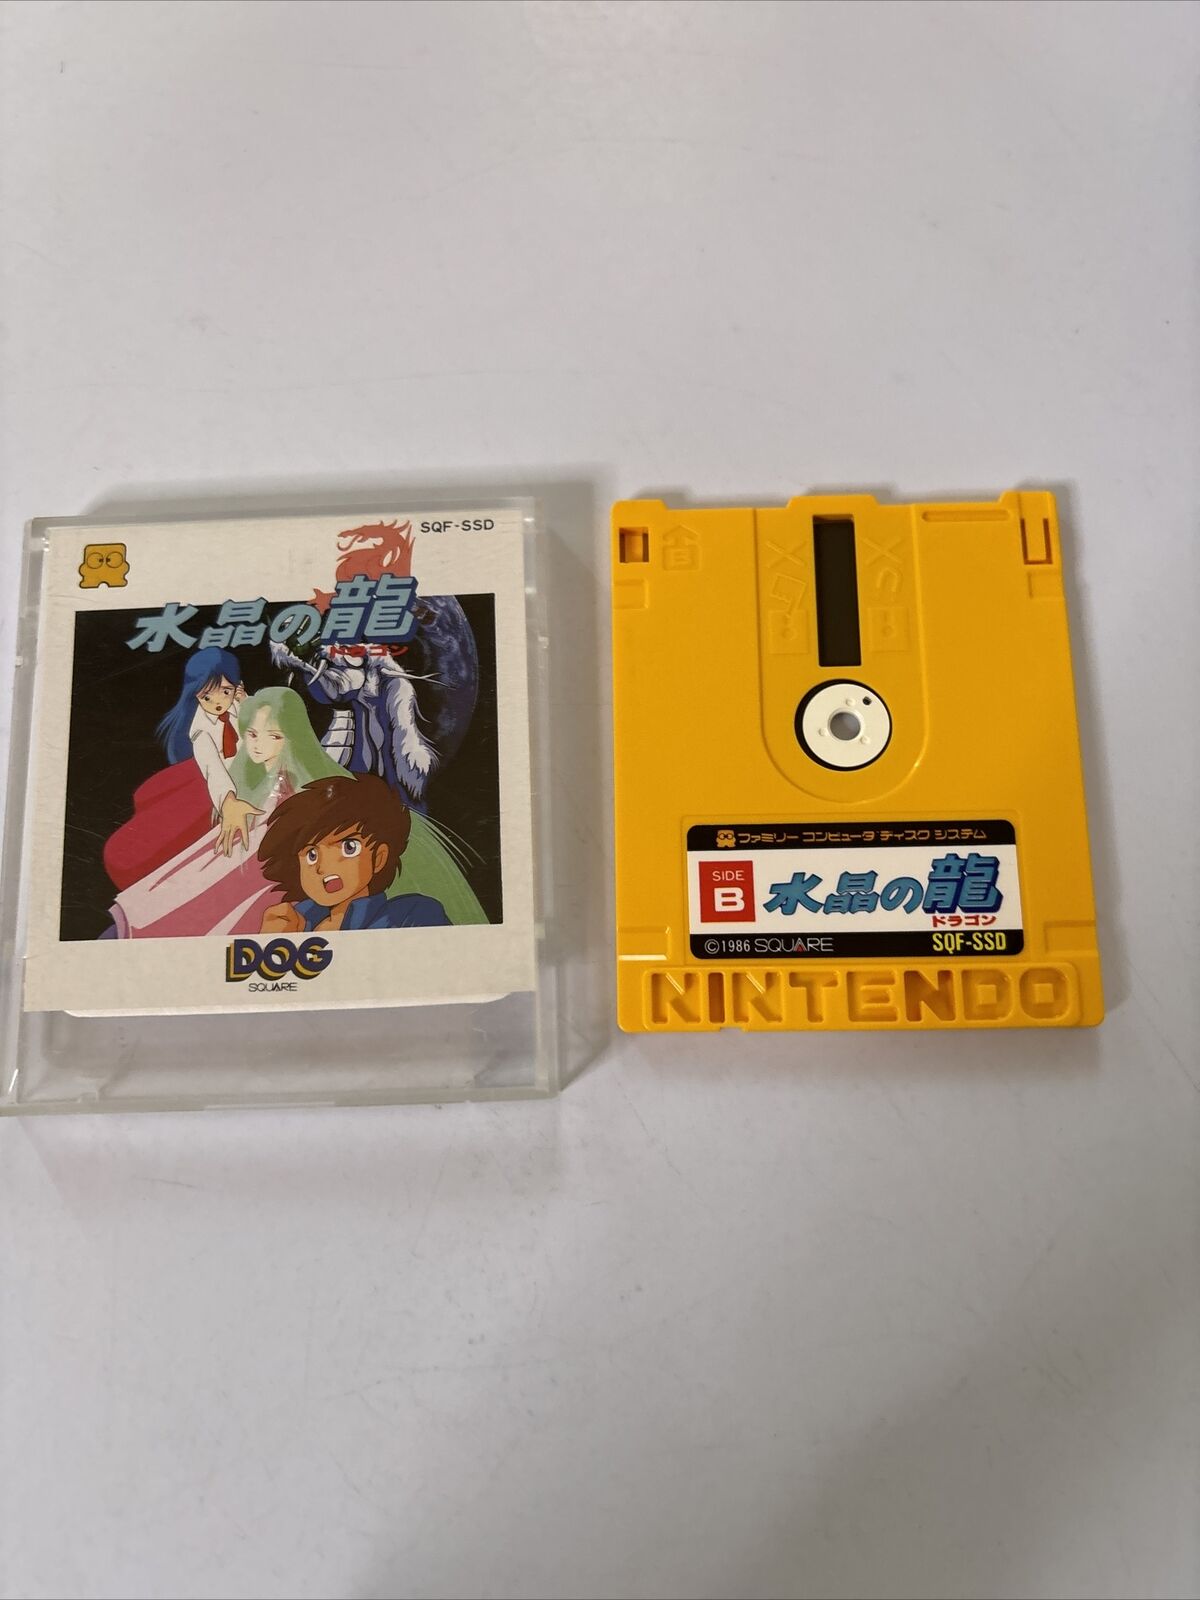 SQF-SSD
水晶の龍
ドラゴン
DOG
SQUARE
ファミリー コンピュータ ディスク システム
SIDE
B
水晶の龍
ドラゴン
©1986 SQUARE SQF-SSD
NINTENDO